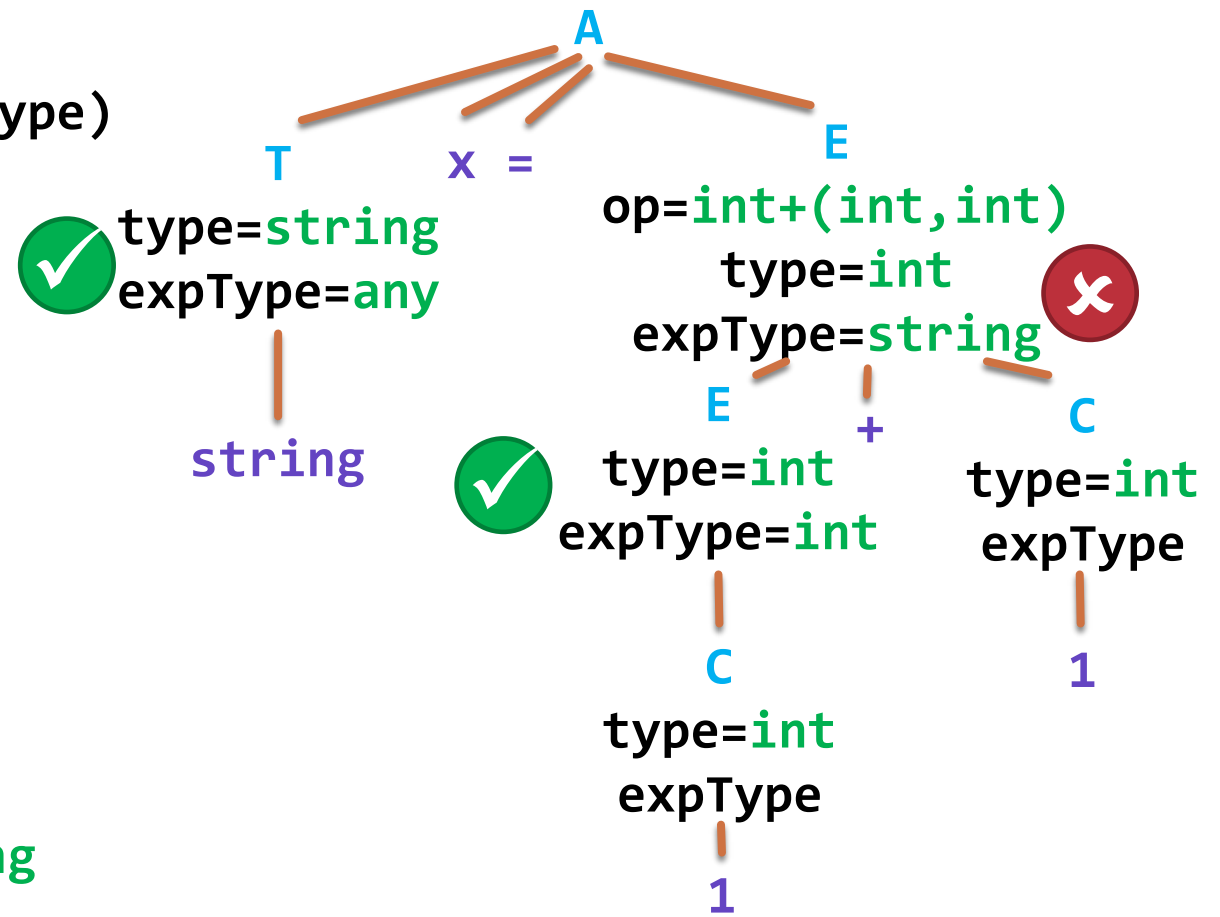 A
ype)
T
x =
E
type=string
expType=any
op=int+(int,int)
type=int
expType=string
string
E
+
C
type=int
expType=int
type=int
expType
C
1
type=int
expType
1
ng